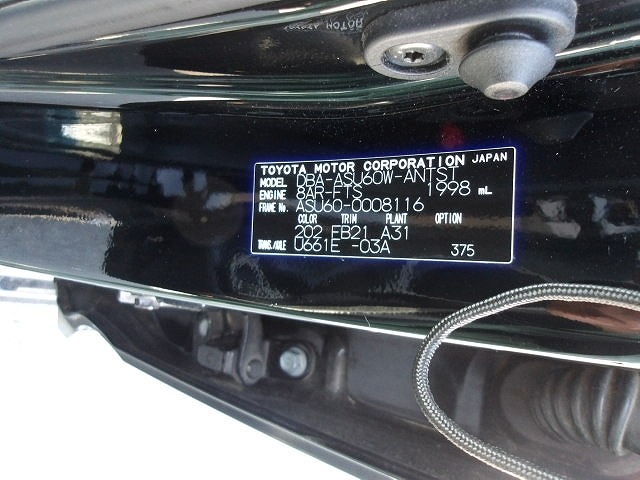 TOYOTA MOTOR CORPORATION JAPAN
MODEL DBA-ASU60W-ANTST
ENGINE 8AR-FTS 1998 mL
FRAME No. ASU60-0008116
COLOR TRIM PLANT OPTION
202 FB21 A31
TRANS./AXLE U661E -03A 375